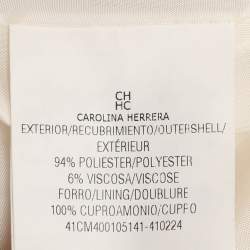 CH
HC
CAROLINA HERRERA
EXTERIOR/RECUBRIMIENTO/OUTERSHELL/
EXTÉRIEUR
94% POLIESTER/POLYESTER
6% VISCOSA/VISCOSE
FORRO/LINING/DOUBLURE
100% CUPROAMONIO/CUPRO
41CM400105141-410224